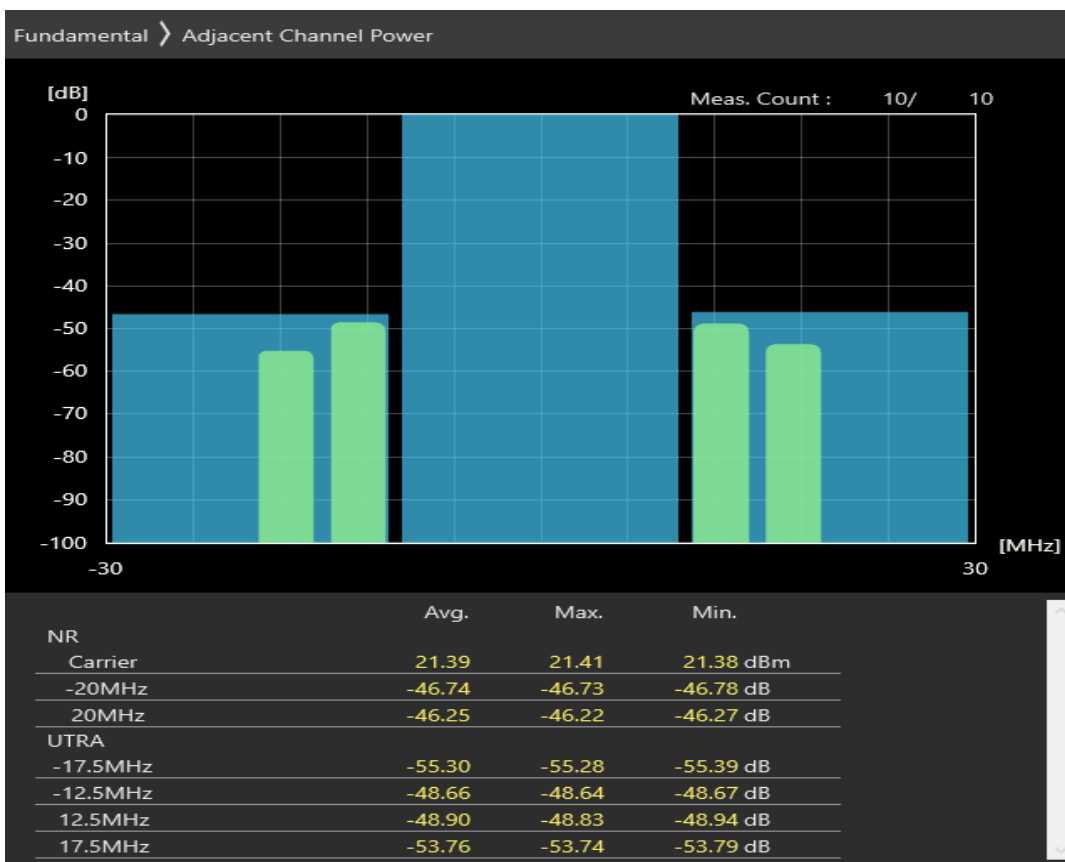 Fundamental 〉 Adjacent Channel Power
[dB]
Meas. Count : 10/ 10
0
-10
-20
-30
-40
-50
-60
-70
-80
-90
-100
[MHz]
-30 30
Avg. Max. Min.
NR
Carrier 21.39 21.41 21.38 dBm
-20MHz -46.74 -46.73 -46.78 dB
20MHz -46.25 -46.22 -46.27 dB
UTRA
-17.5MHz -55.30 -55.28 -55.39 dB
-12.5MHz -48.66 -48.64 -48.67 dB
12.5MHz -48.90 -48.83 -48.94 dB
17.5MHz -53.76 -53.74 -53.79 dB